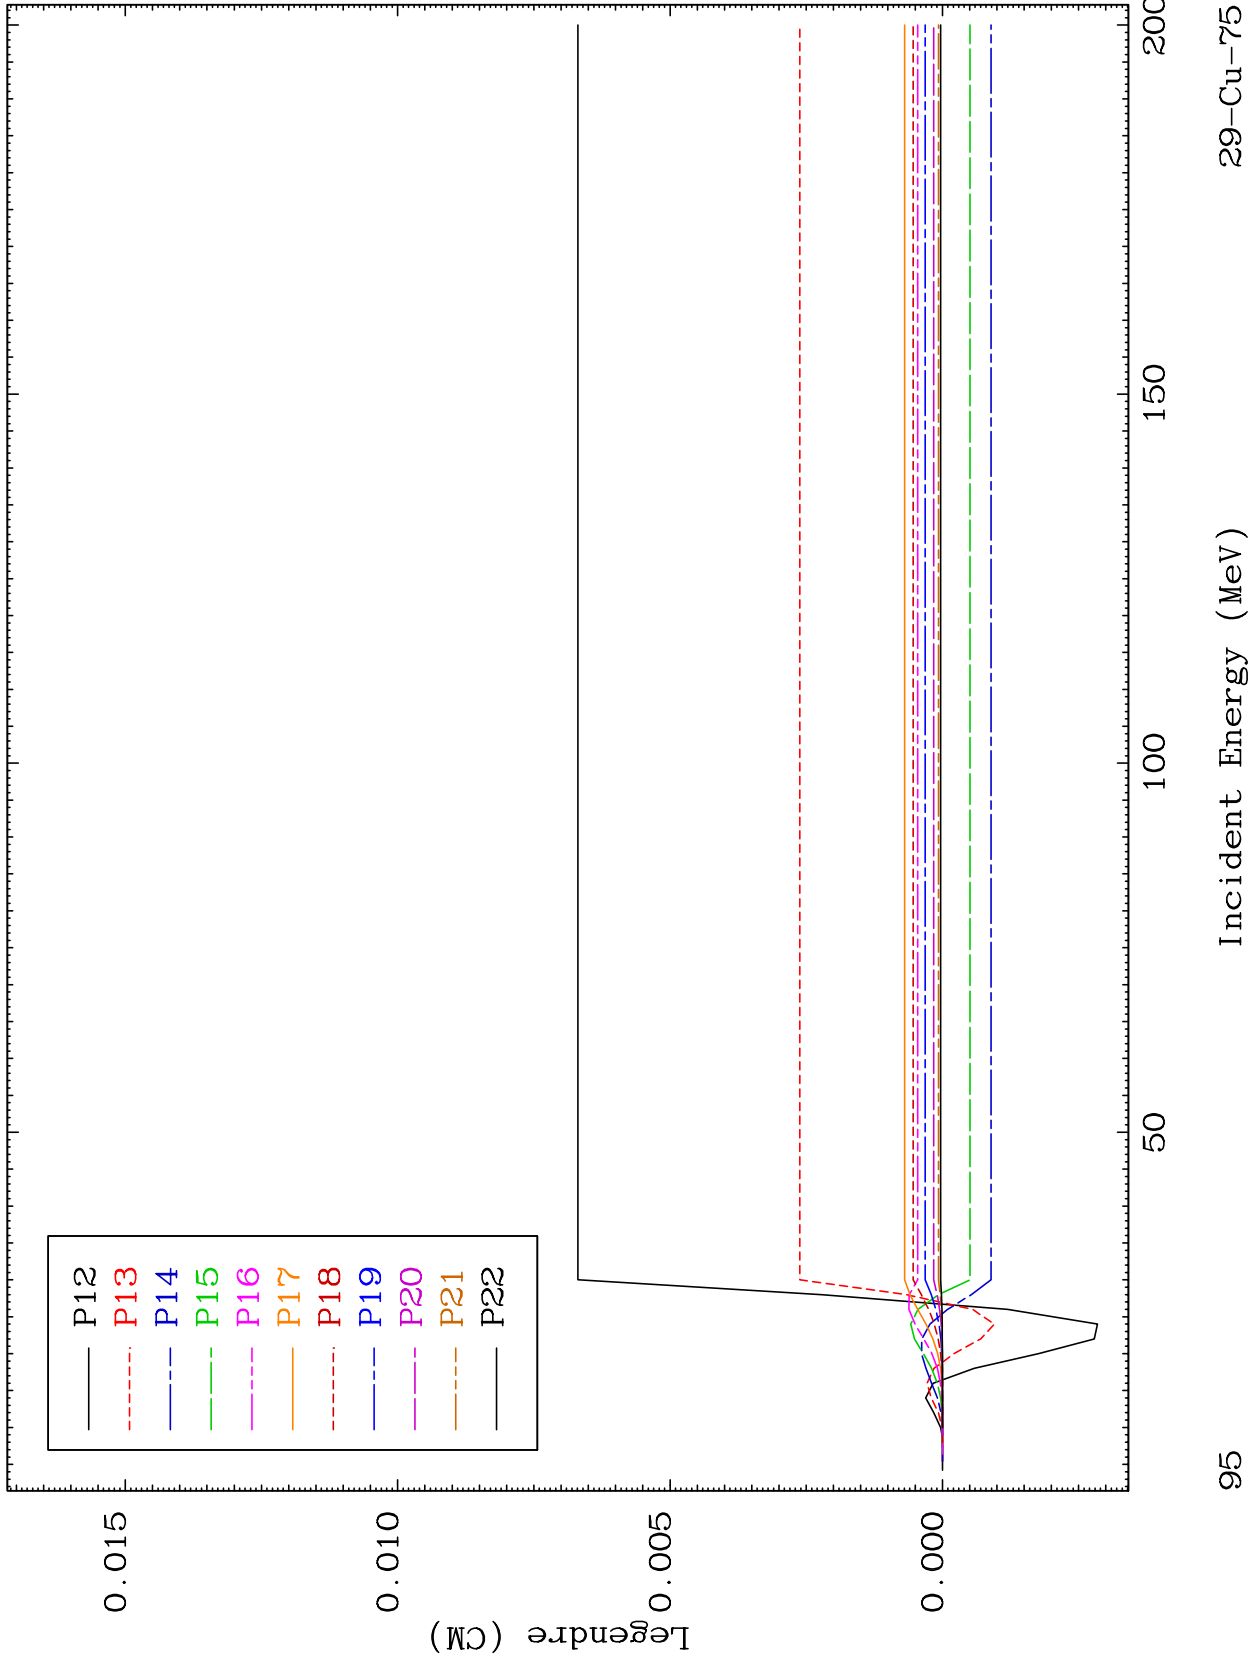 Legendre (CM)
0.015
0.010
0.005
0.000
P12
P13
P14
P15
P16
P17
P18
P19
P20
P21
P22
50
100
150
200
95
Incident Energy (MeV)
29-Cu-75